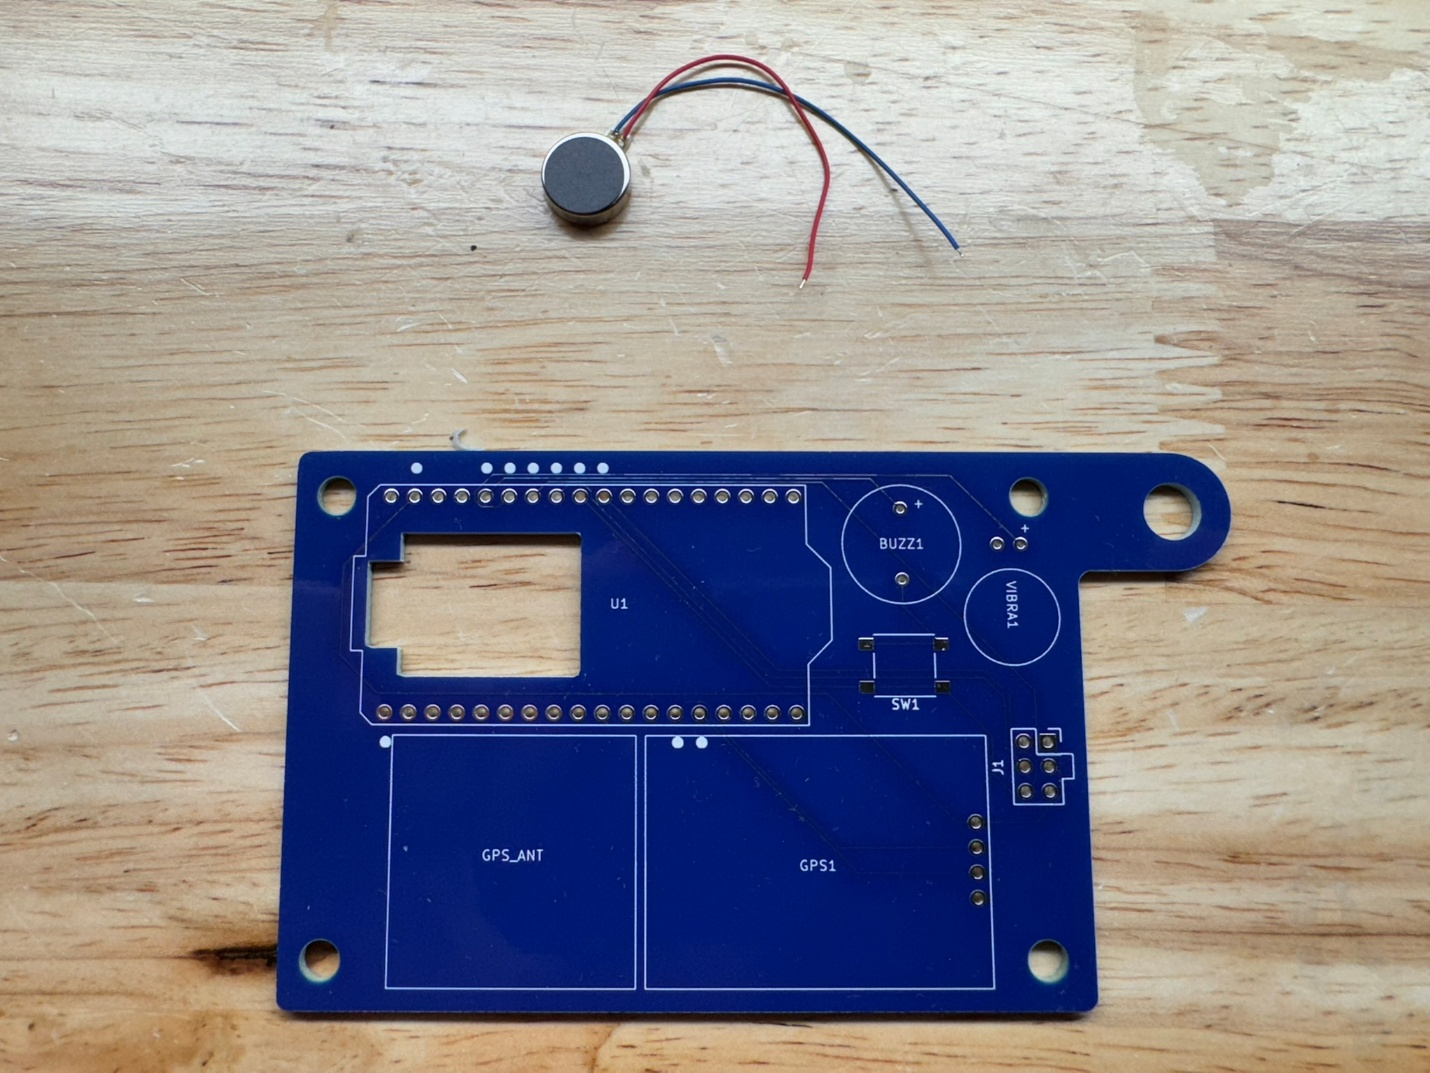 +
BUZZ1
+
VIBRA1
U1
SW1
J1
GPS_ANT
GPS1